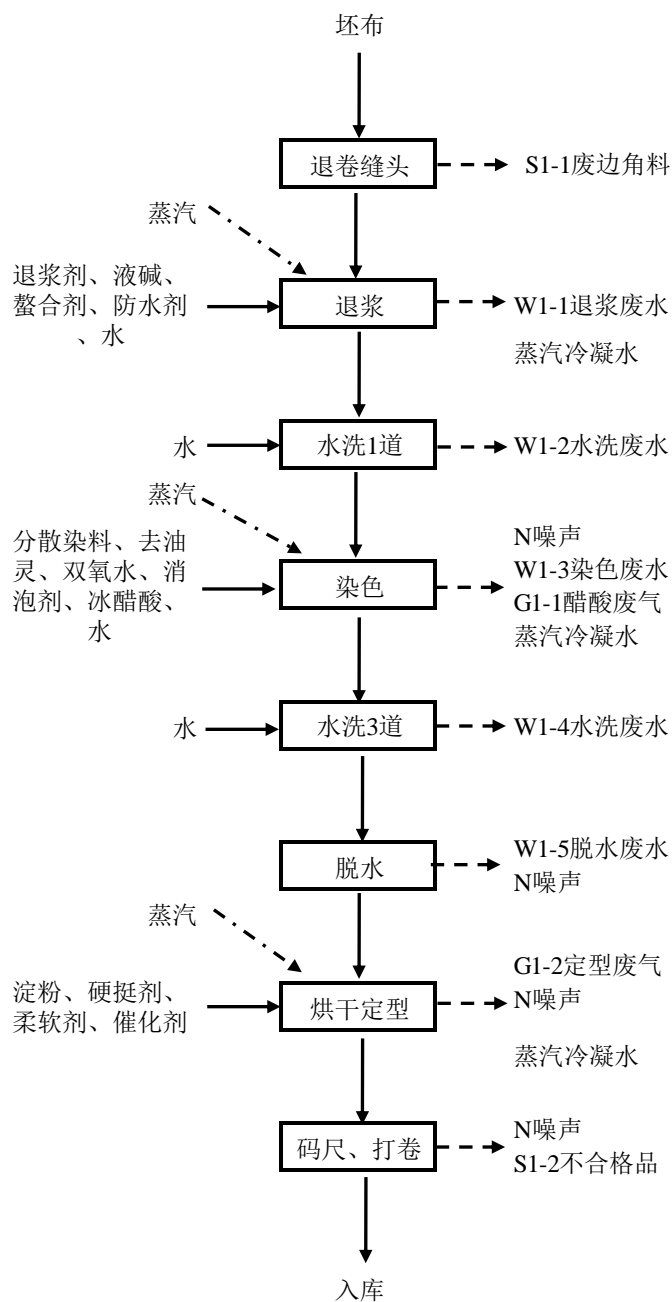 坯布
退卷缝头
S1-1废边角料
蒸汽
退浆剂、液碱、
螯合剂、防水剂
、水
退浆
W1-1退浆废水
蒸汽冷凝水
水
水洗1道
W1-2水洗废水
蒸汽
分散染料、去油
灵、双氧水、消
泡剂、冰醋酸、
水
染色
N噪声
W1-3染色废水
G1-1醋酸废气
蒸汽冷凝水
水
水洗3道
W1-4水洗废水
脱水
W1-5脱水废水
N噪声
蒸汽
淀粉、硬挺剂、
柔软剂、催化剂
烘干定型
G1-2定型废气
N噪声
蒸汽冷凝水
码尺、打卷
N噪声
S1-2不合格品
入库